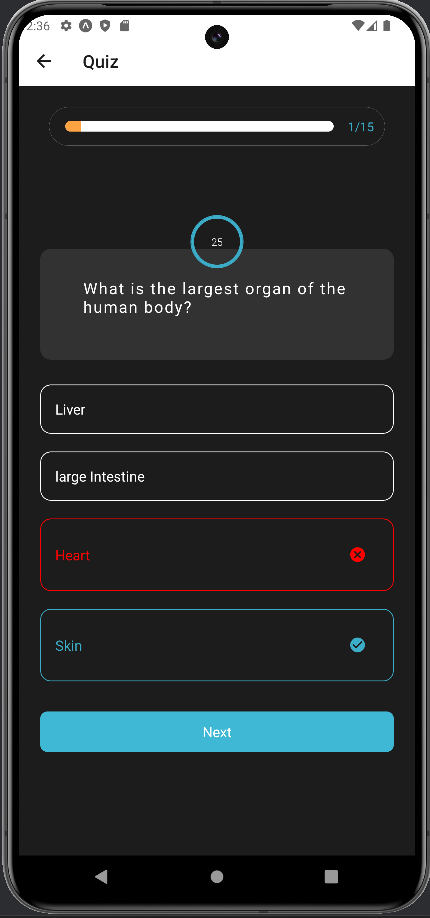 2:36
Quiz
1/15
25
What is the largest organ of the
human body?
Liver
large Intestine
Heart
Skin
Next